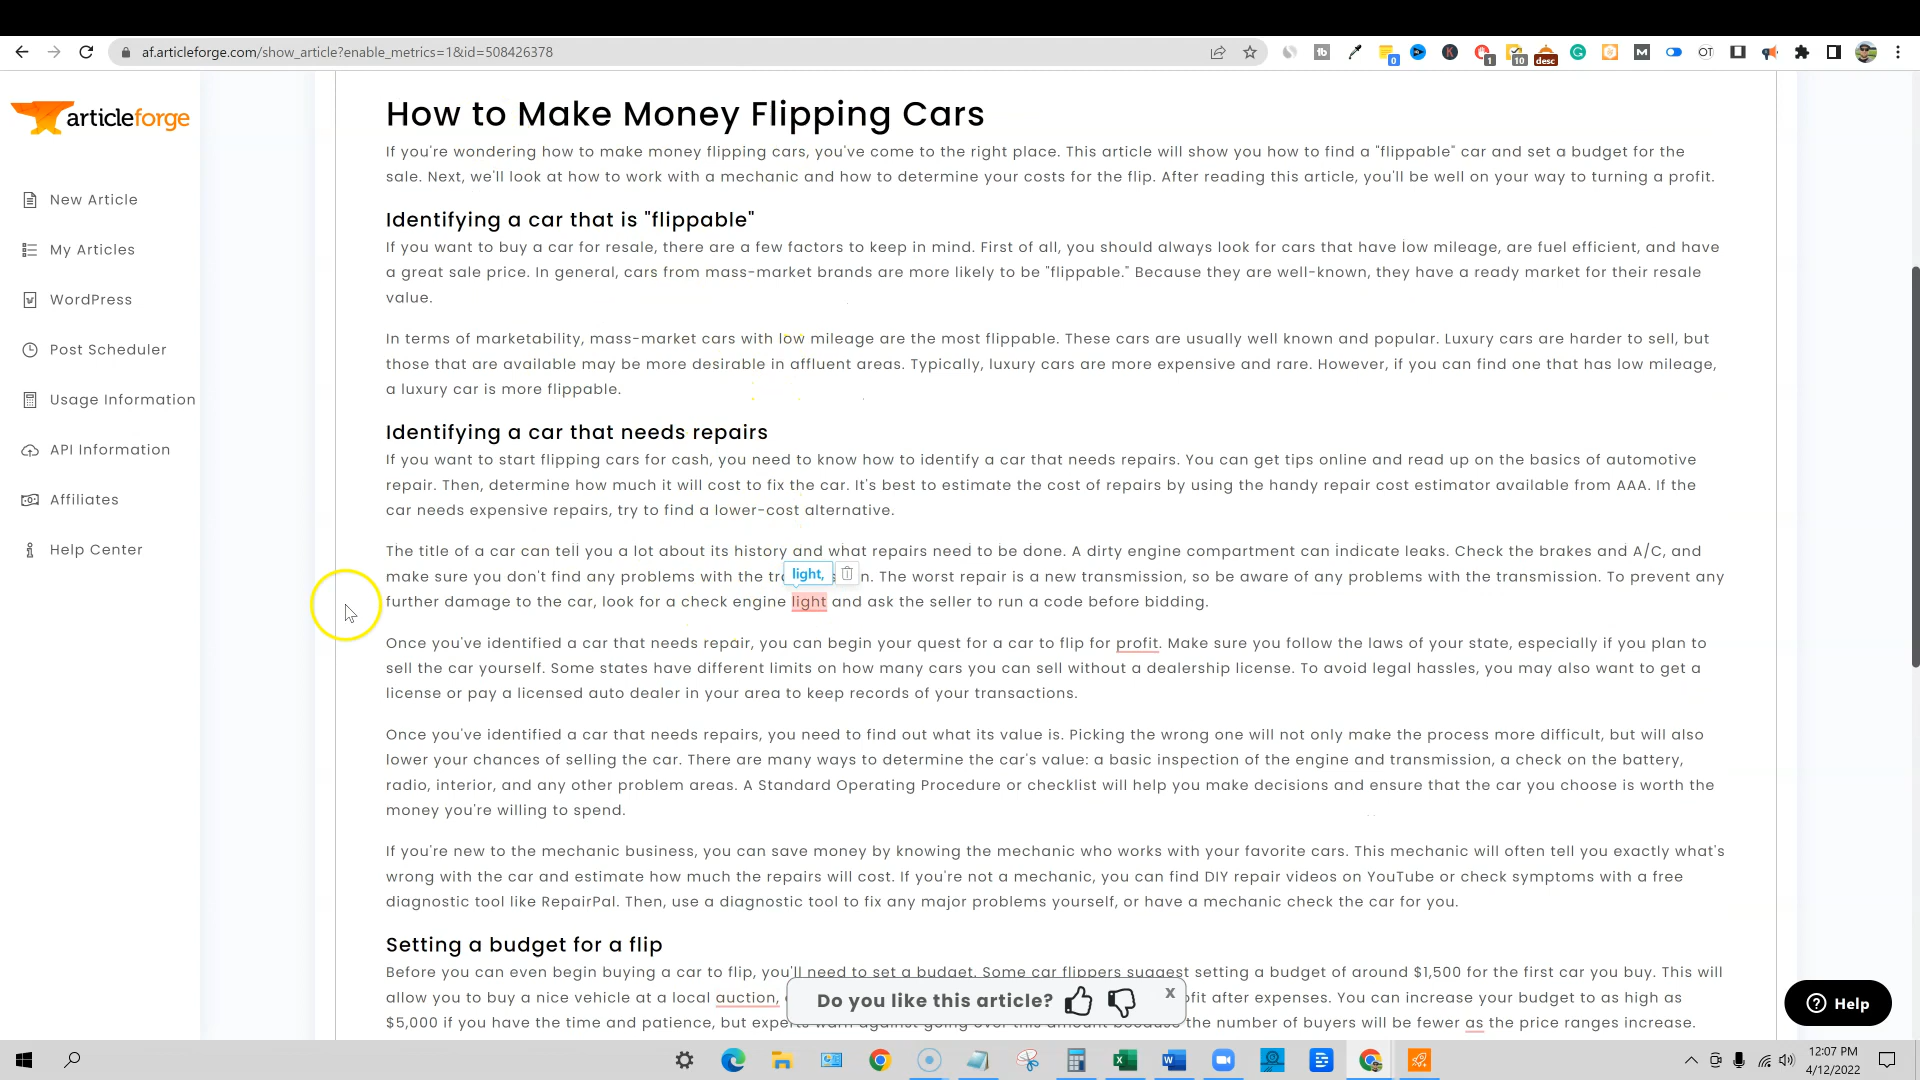 af.articleforge.com/show_article?enable_metrics=1&id=508426378
tb
0
K
1
10
desc
G
M
OT
articleforge
New Article
My Articles
WordPress
Post Scheduler
Usage Information
API Information
Affiliates
Help Center
How to Make Money Flipping Cars
If you're wondering how to make money flipping cars, you've come to the right place. This article will show you how to find a "flippable" car and set a budget for the
sale. Next, we'll look at how to work with a mechanic and how to determine your costs for the flip. After reading this article, you'll be well on your way to turning a profit.
Identifying a car that is "flippable"
If you want to buy a car for resale, there are a few factors to keep in mind. First of all, you should always look for cars that have low mileage, are fuel efficient, and have
a great sale price. In general, cars from mass-market brands are more likely to be "flippable." Because they are well-known, they have a ready market for their resale
value.
In terms of marketability, mass-market cars with low mileage are the most flippable. These cars are usually well known and popular. Luxury cars are harder to sell, but
those that are available may be more desirable in affluent areas. Typically, luxury cars are more expensive and rare. However, if you can find one that has low mileage,
a luxury car is more flippable.
Identifying a car that needs repairs
If you want to start flipping cars for cash, you need to know how to identify a car that needs repairs. You can get tips online and read up on the basics of automotive
repair. Then, determine how much it will cost to fix the car. It's best to estimate the cost of repairs by using the handy repair cost estimator available from AAA. If the
car needs expensive repairs, try to find a lower-cost alternative.
The title of a car can tell you a lot about its history and what repairs need to be done. A dirty engine compartment can indicate leaks. Check the brakes and A/C, and
light,
make sure you don't find any problems with the The worst repair is a new transmission, so be aware of any problems with the transmission. To prevent any
further damage to the car, look for a check engine light and ask the seller to run a code before bidding.
Once you've identified a car that needs repair, you can begin your quest for a car to flip for profit. Make sure you follow the laws of your state, especially if you plan to
sell the car yourself. Some states have different limits on how many cars you can sell without a dealership license. To avoid legal hassles, you may also want to get a
license or pay a licensed auto dealer in your area to keep records of your transactions.
Once you've identified a car that needs repairs, you need to find out what its value is. Picking the wrong one will not only make the process more difficult, but will also
lower your chances of selling the car. There are many ways to determine the car's value: a basic inspection of the engine and transmission, a check on the battery,
radio, interior, and any other problem areas. A Standard Operating Procedure or checklist will help you make decisions and ensure that the car you choose is worth the
money you're willing to spend.
If you're new to the mechanic business, you can save money by knowing the mechanic who works with your favorite cars. This mechanic will often tell you exactly what's
wrong with the car and estimate how much the repairs will cost. If you're not a mechanic, you can find DIY repair videos on YouTube or check symptoms with a free
diagnostic tool like RepairPal. Then, use a diagnostic tool to fix any major problems yourself, or have a mechanic check the car for you.
Setting a budget for a flip
Before you can even begin buying a car to flip, you'll need to set a budget. Some car flippers suggest setting a budget of around $1,500 for the first car you buy. This will
allow you to buy a nice vehicle at a local auction, after expenses. You can increase your budget to as high as
$5,000 if you have the time and patience, but the number of buyers will be fewer as the price ranges increase.
Do you like this article?
x
Help
12:07 PM
4/12/2022